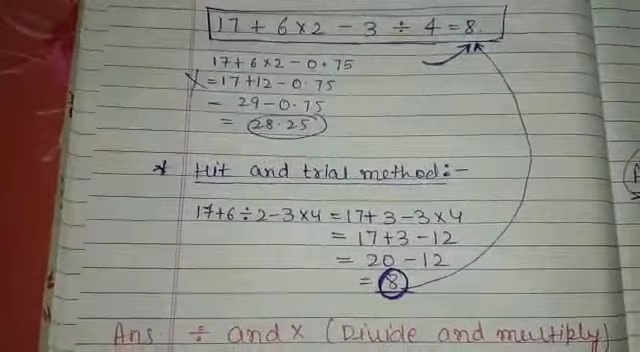 17 + 6 × 2 - 3 ÷ 4 = 8.
17 + 6 × 2 - 0.75
= 17 + 12 - 0.75
= 29 - 0.75
= 28.25
* Hit and trial method:-
17 + 6 ÷ 2 - 3 × 4 = 17 + 3 - 3 × 4
= 17 + 3 - 12
= 20 - 12
= 8
Ans ÷ and × (Divide and multiply)